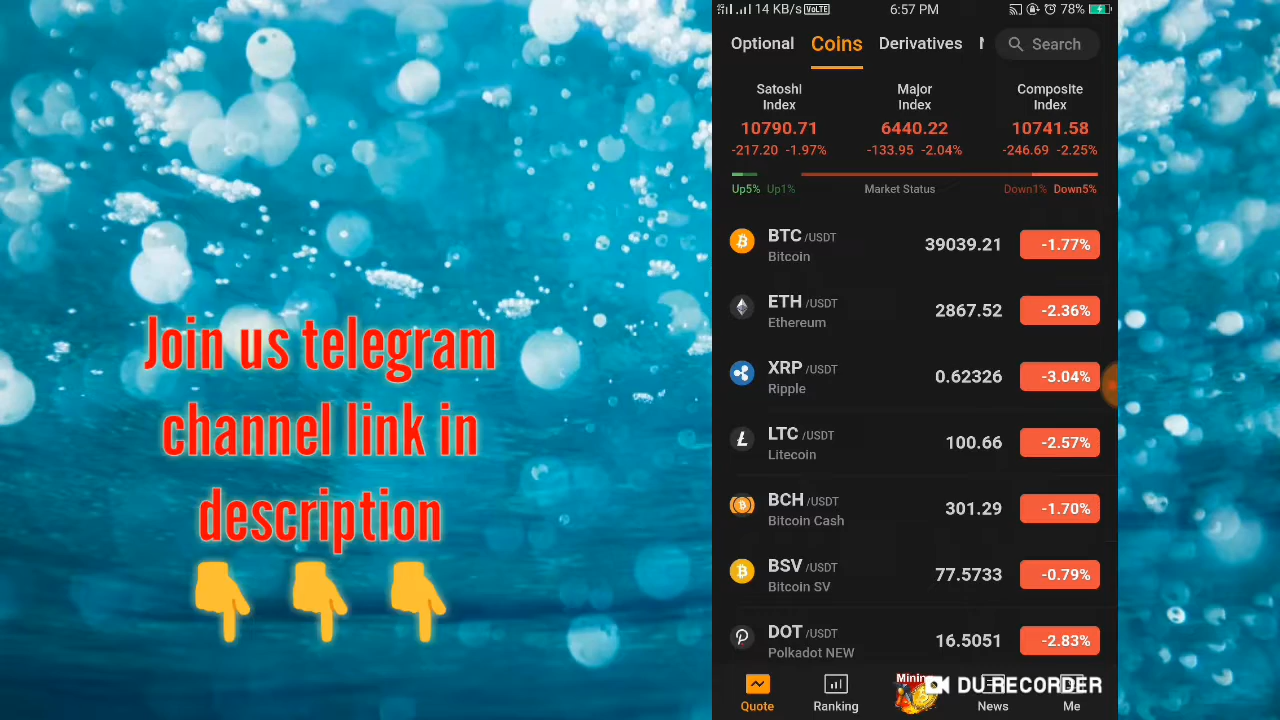 Join us telegram
channel link in
description
14 KB/s VoLTE 6:57 PM 78%
Optional Coins Derivatives Search
Satoshi Index Major Index Composite Index
10790.71 6440.22 10741.58
-217.20 -1.97% -133.95 -2.04% -246.69 -2.25%
Up5% Up1% Market Status Down1% Down5%
BTC /USDT 39039.21 -1.77%
Bitcoin
ETH /USDT 2867.52 -2.36%
Ethereum
XRP /USDT 0.62326 -3.04%
Ripple
LTC /USDT 100.66 -2.57%
Litecoin
BCH /USDT 301.29 -1.70%
Bitcoin Cash
BSV /USDT 77.5733 -0.79%
Bitcoin SV
DOT /USDT 16.5051 -2.83%
Polkadot NEW
DU RECORDER
Quote Ranking News Me